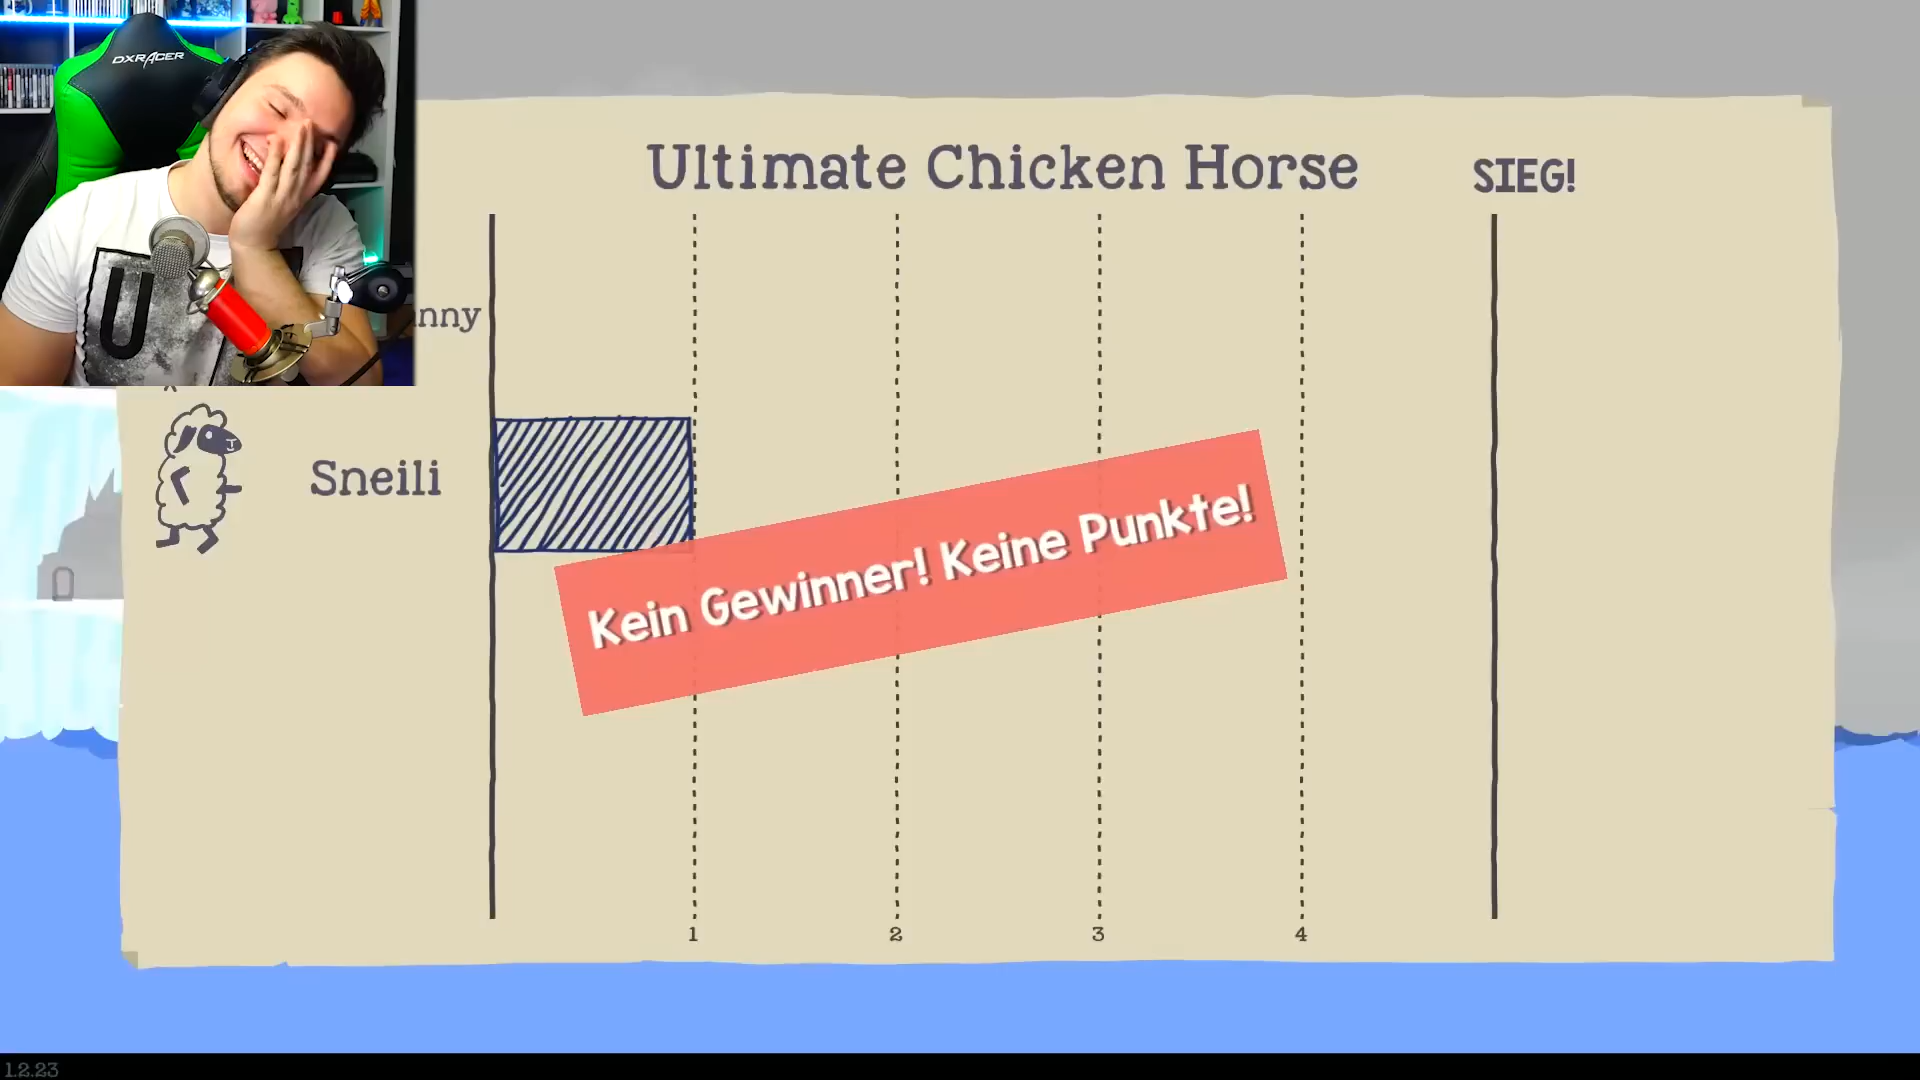 DXRACER
Ultimate Chicken Horse
SIEG!
U
nny
Sneili
Kein Gewinner! Keine Punkte!
1 2 3 4
1.2.23